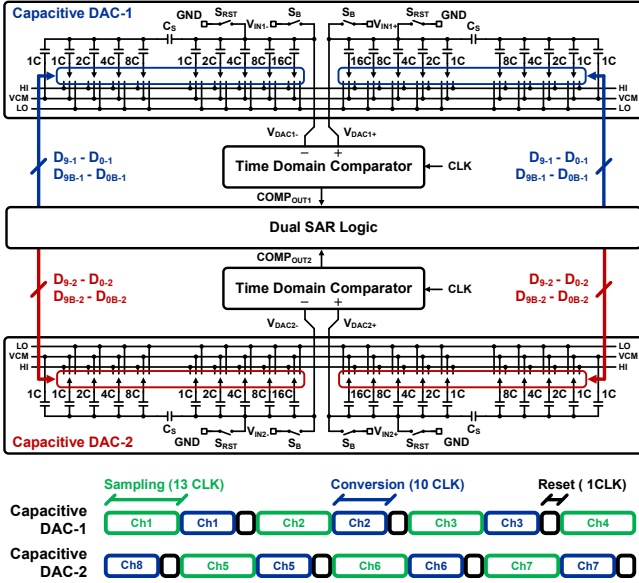 Capacitive DAC-1
GND S_RST V_IN1- S_B S_B V_IN1+ S_RST GND
C_S C_S
1C 1C 2C 4C 8C 1C 2C 4C 8C 16C 16C 8C 4C 2C 1C 8C 4C 2C 1C 1C
HI HI
VCM VCM
LO LO
V_DAC1- V_DAC1+
− +
Time Domain Comparator CLK
D_9-1 - D_0-1 D_9-1 - D_0-1
D_9B-1 - D_0B-1 D_9B-1 - D_0B-1
COMP_OUT1
Dual SAR Logic
COMP_OUT2
D_9-2 - D_0-2 D_9-2 - D_0-2
D_9B-2 - D_0B-2 D_9B-2 - D_0B-2
Time Domain Comparator CLK
− +
V_DAC2- V_DAC2+
LO LO
VCM VCM
HI HI
1C 1C 2C 4C 8C 1C 2C 4C 8C 16C 16C 8C 4C 2C 1C 8C 4C 2C 1C 1C
C_S C_S
Capacitive DAC-2
GND S_RST V_IN2- S_B S_B V_IN2+ S_RST GND
Sampling (13 CLK) Conversion (10 CLK) Reset ( 1CLK)
Capacitive
DAC-1
Ch1 Ch1 Ch2 Ch2 Ch3 Ch3 Ch4
Capacitive
DAC-2
Ch8 Ch5 Ch5 Ch6 Ch6 Ch7 Ch7